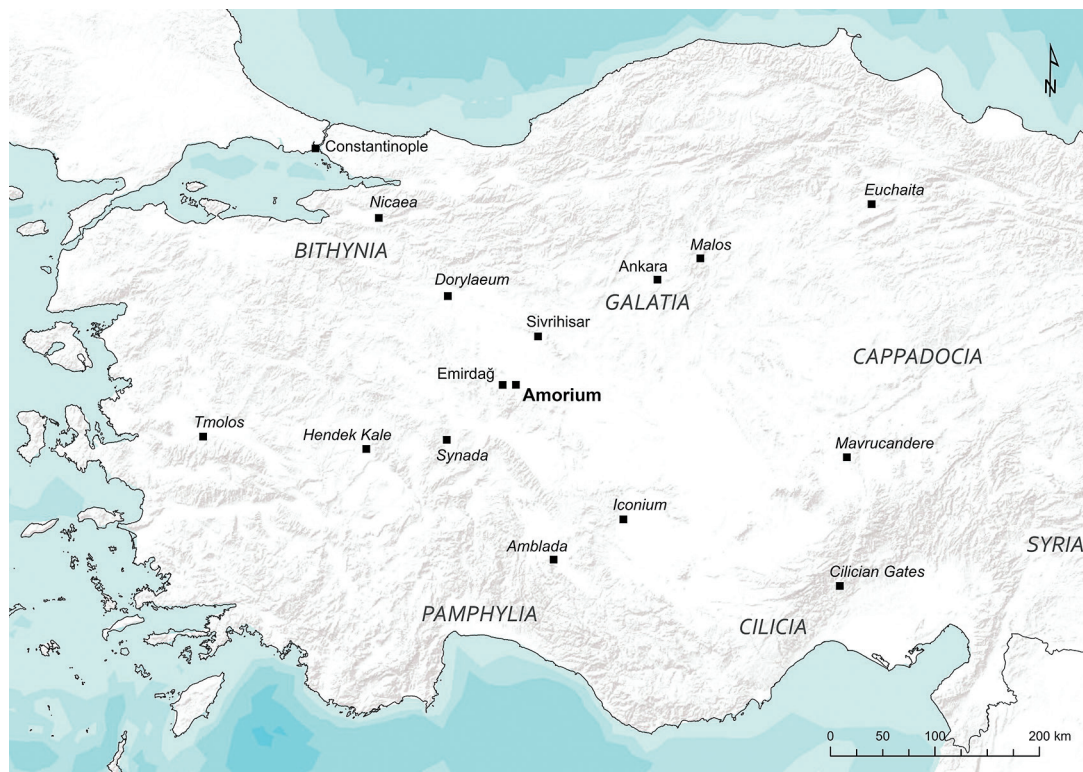 N
Constantinople
Euchaita
Nicaea
BITHYNIA
Malos
Ankara
Dorylaeum
GALATIA
Sivrihisar
CAPPADOCIA
Emirdağ
Amorium
Tmolos
Hendek Kale
Mavrucandere
Synada
Iconium
SYRIA
Amblada
Cilician Gates
PAMPHYLIA
CILICIA
0 50 100 200 km